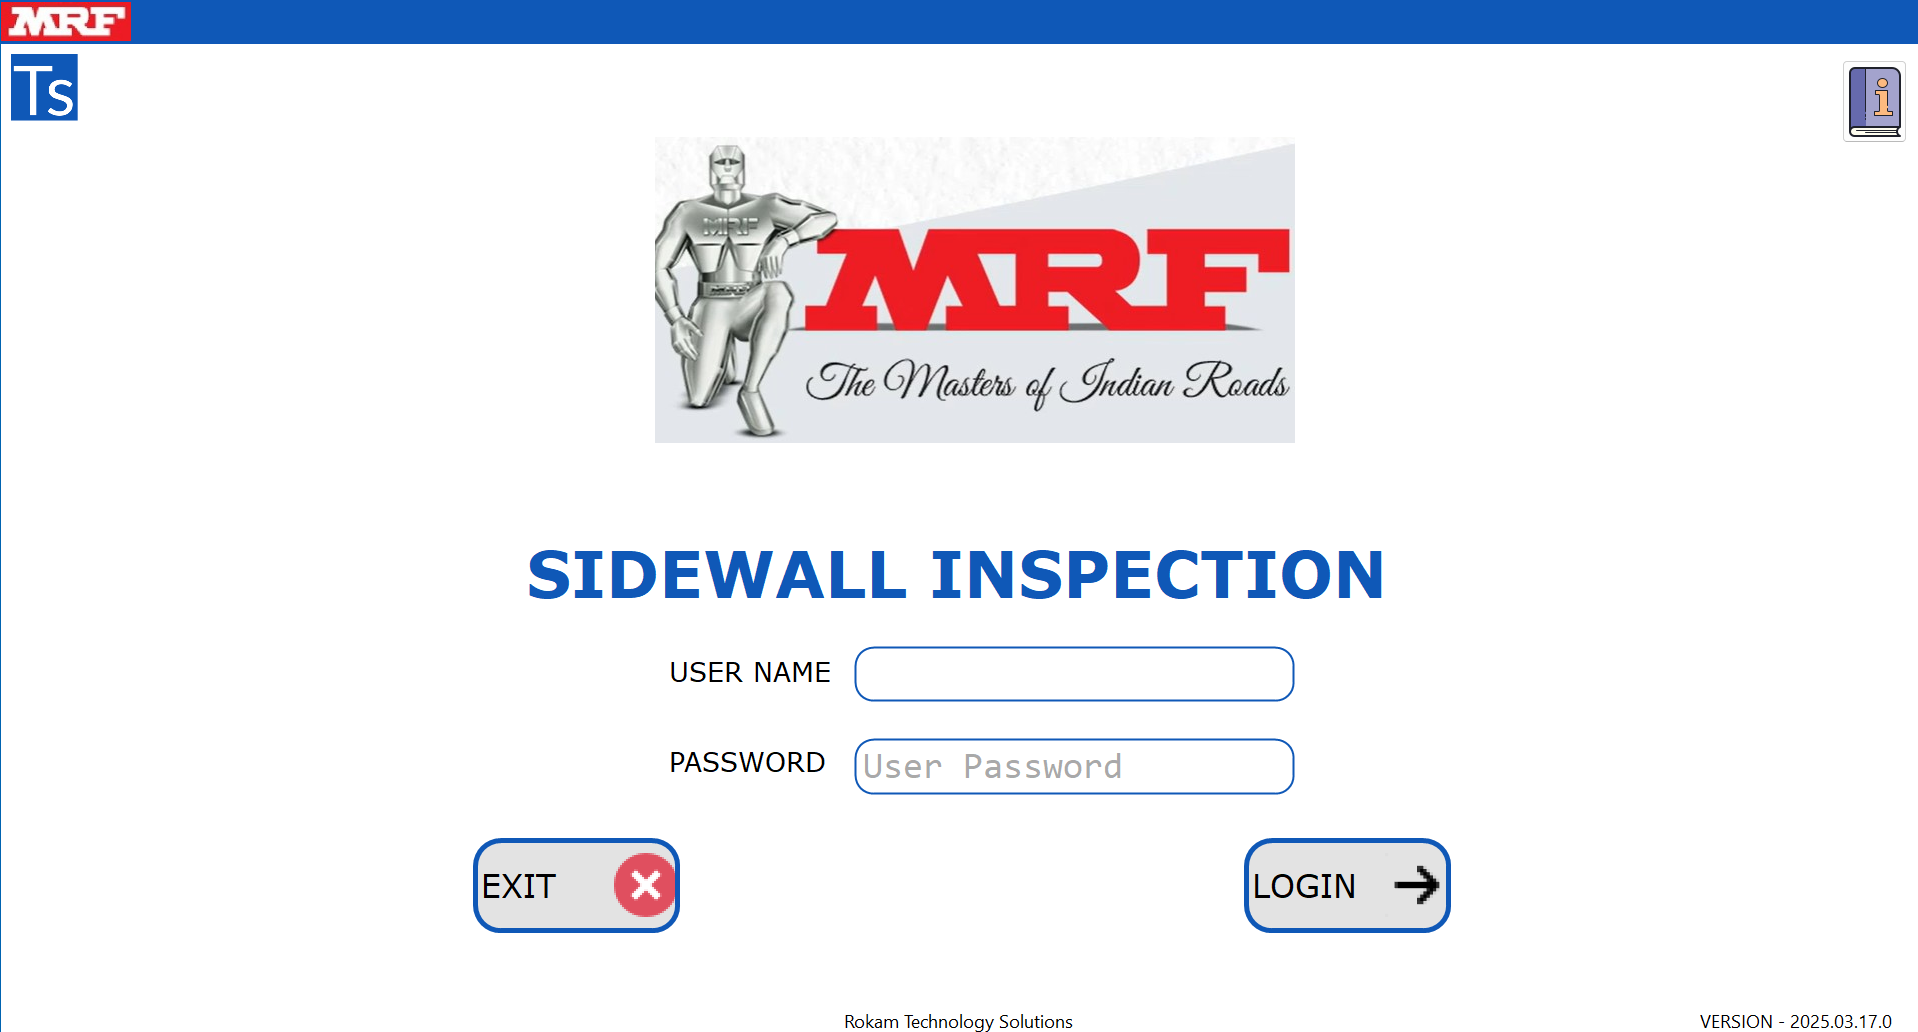 MRF
Ts
i
MRF
MRF
MRF
The Masters of Indian Roads
SIDEWALL INSPECTION
USER NAME
PASSWORD
User Password
EXIT
LOGIN
Rokam Technology Solutions
VERSION - 2025.03.17.0